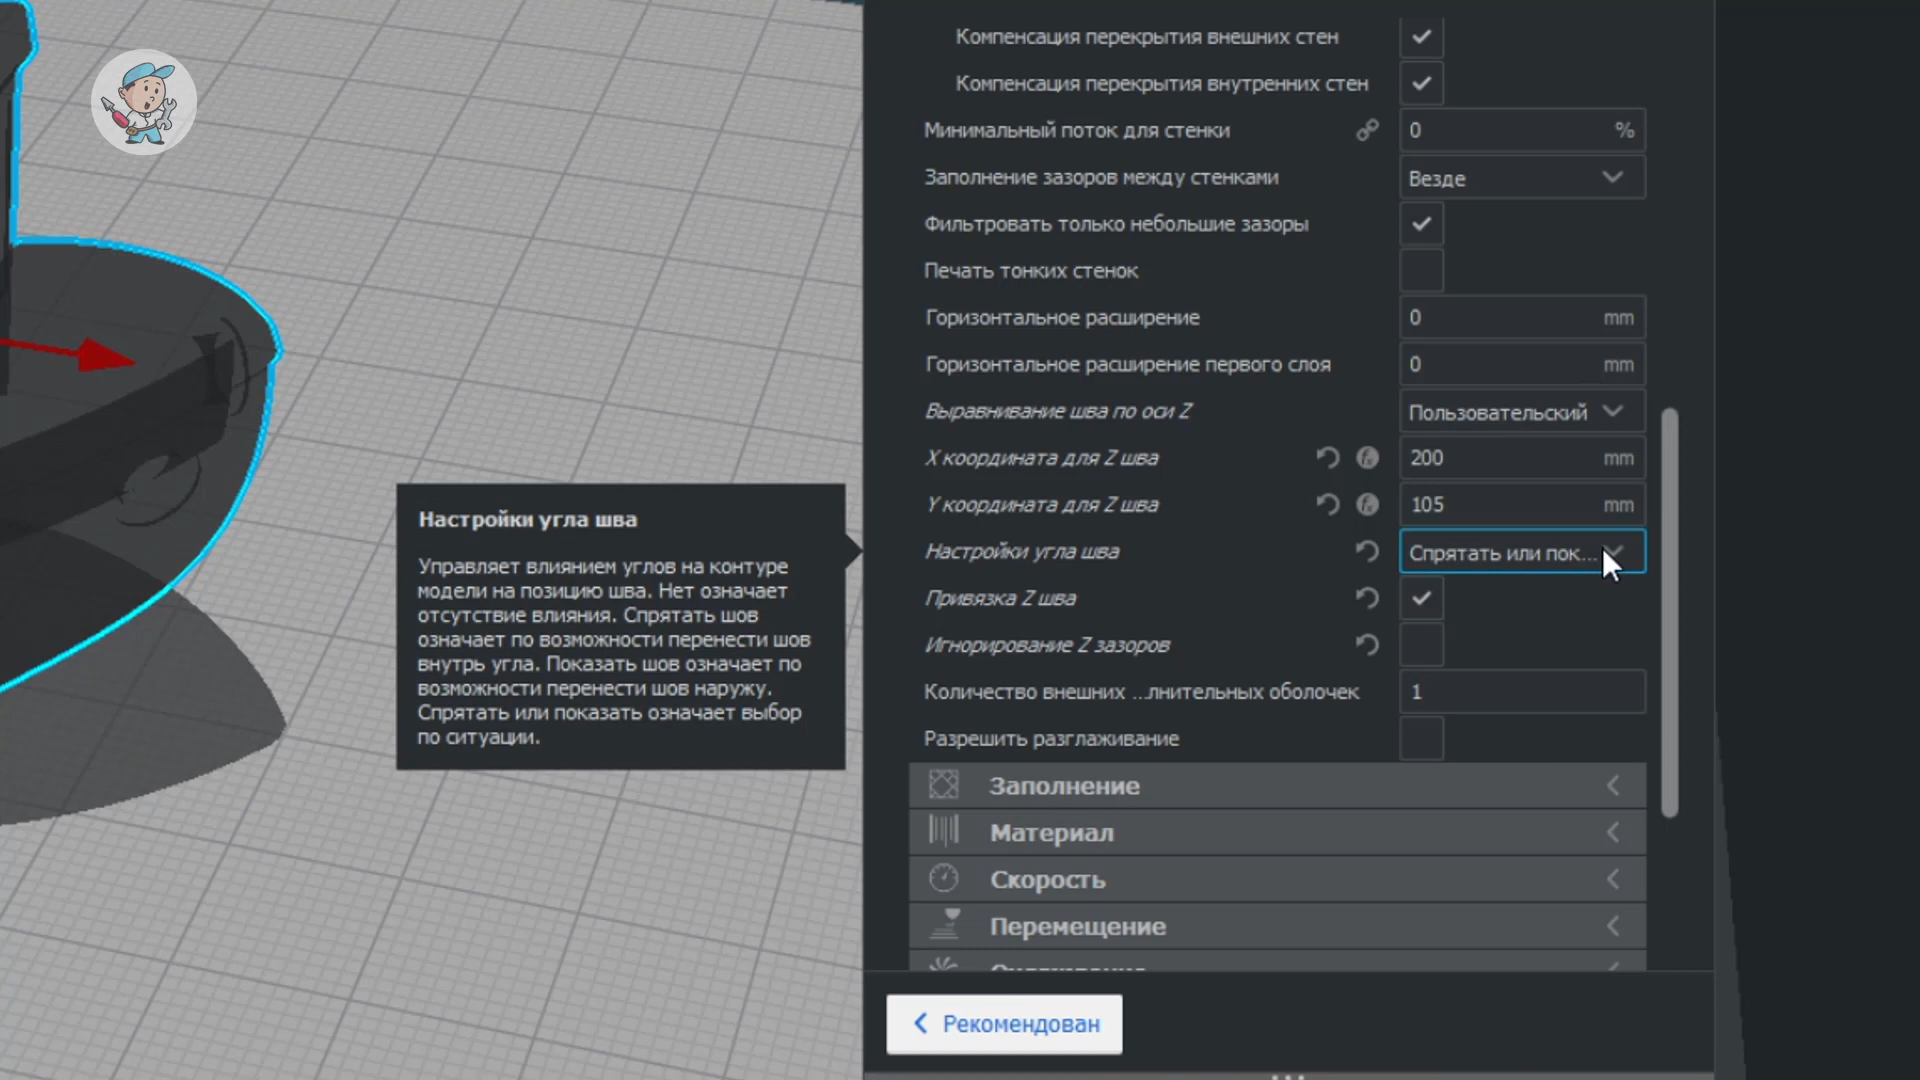 Компенсация перекрытия внешних стен
Компенсация перекрытия внутренних стен
Минимальный поток для стенки 0 %
Заполнение зазоров между стенками Везде
Фильтровать только небольшие зазоры
Печать тонких стенок
Горизонтальное расширение 0 mm
Горизонтальное расширение первого слоя 0 mm
Выравнивание шва по оси Z Пользовательский
X координата для Z шва 200 mm
Y координата для Z шва 105 mm
Настройки угла шва Спрятать или пок...
Привязка Z шва
Игнорирование Z зазоров
Количество внешних ...лнительных оболочек 1
Разрешить разглаживание
Настройки угла шва
Управляет влиянием углов на контуре
модели на позицию шва. Нет означает
отсутствие влияния. Спрятать шов
означает по возможности перенести шов
внутрь угла. Показать шов означает по
возможности перенести шов наружу.
Спрятать или показать означает выбор
по ситуации.
Заполнение
Материал
Скорость
Перемещение
Рекомендован